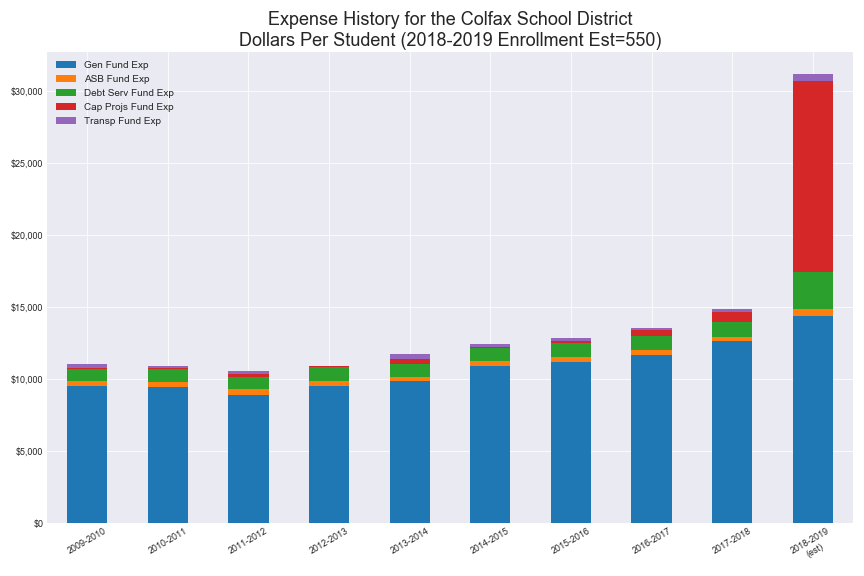 Expense History for the Colfax School District
Dollars Per Student (2018-2019 Enrollment Est=550)
Gen Fund Exp
ASB Fund Exp
Debt Serv Fund Exp
Cap Projs Fund Exp
Transp Fund Exp
$30,000
$25,000
$20,000
$15,000
$10,000
$5,000
$0
2009-2010
2010-2011
2011-2012
2012-2013
2013-2014
2014-2015
2015-2016
2016-2017
2017-2018
2018-2019
(est)